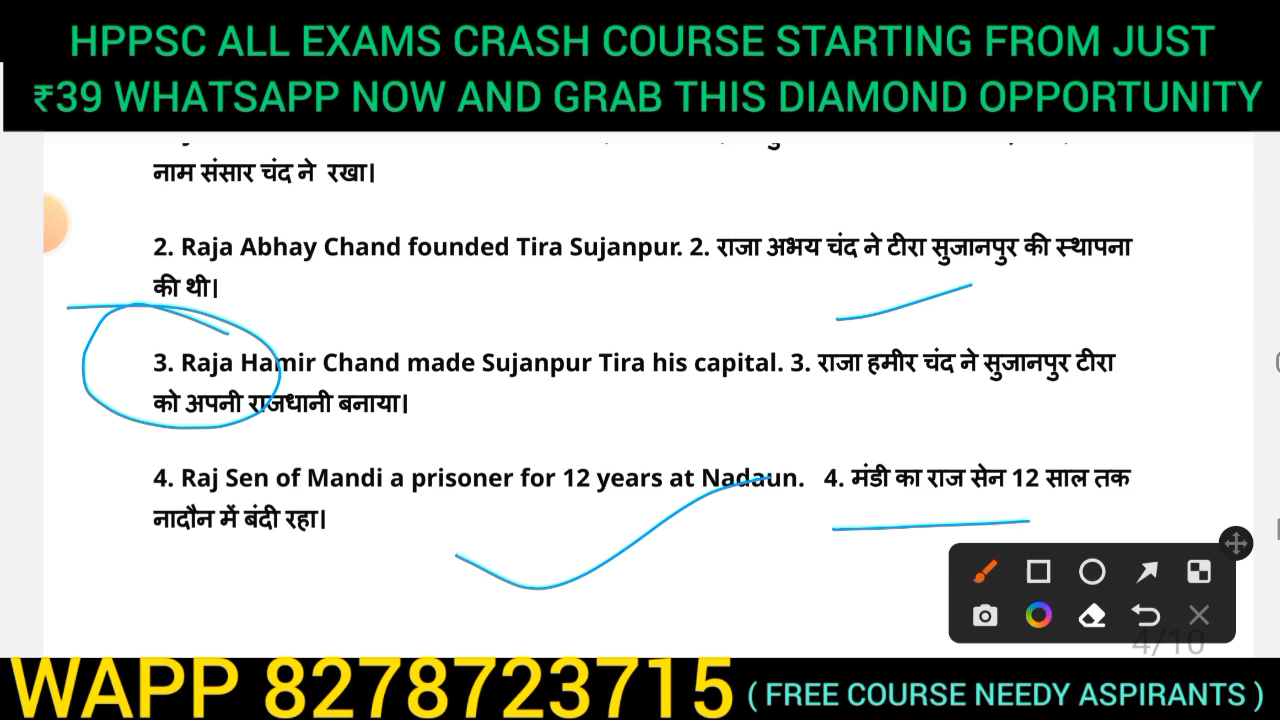 HPPSC ALL EXAMS CRASH COURSE STARTING FROM JUST
₹39 WHATSAPP NOW AND GRAB THIS DIAMOND OPPORTUNITY
नाम संसार चंद ने रखा।
2. Raja Abhay Chand founded Tira Sujanpur. 2. राजा अभय चंद ने टीरा सुजानपुर की स्थापना
की थी।
3. Raja Hamir Chand made Sujanpur Tira his capital. 3. राजा हमीर चंद ने सुजानपुर टीरा
को अपनी राजधानी बनाया।
4. Raj Sen of Mandi a prisoner for 12 years at Nadaun. 4. मंडी का राज सेन 12 साल तक
नादौन में बंदी रहा।
4/10
WAPP 8278723715 ( FREE COURSE NEEDY ASPIRANTS )